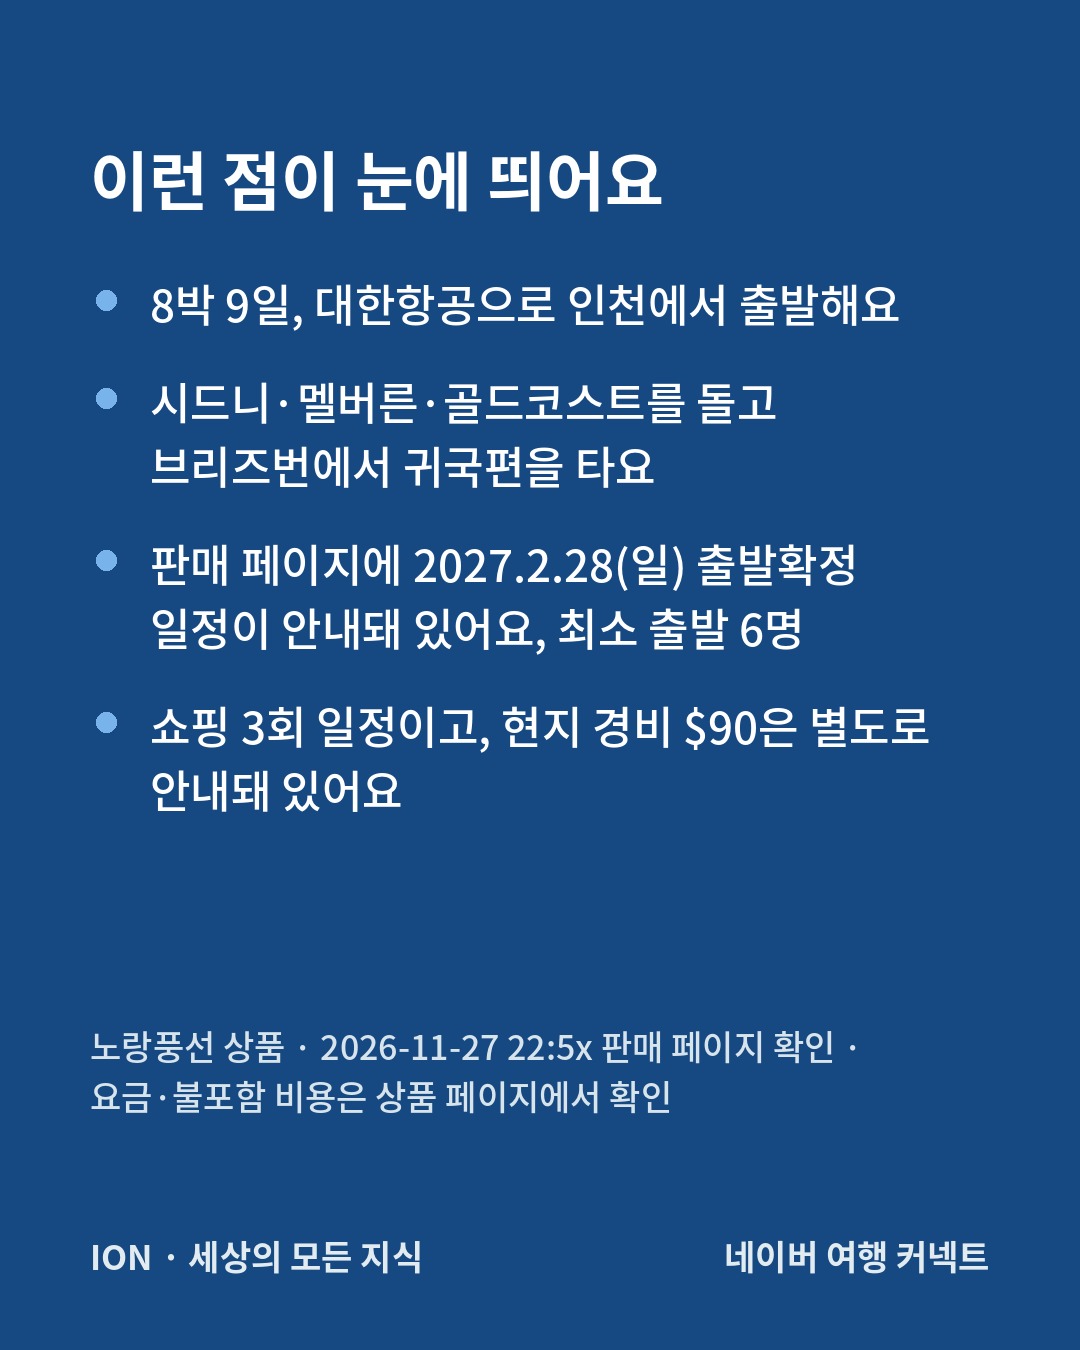 이런 점이 눈에 띄어요
8박 9일, 대한항공으로 인천에서 출발해요
시드니·멜버른·골드코스트를 돌고
브리즈번에서 귀국편을 타요
판매 페이지에 2027.2.28(일) 출발확정
일정이 안내돼 있어요, 최소 출발 6명
쇼핑 3회 일정이고, 현지 경비 $90은 별도로
안내돼 있어요
노랑풍선 상품 · 2026-11-27 22:5x 판매 페이지 확인 ·
요금·불포함 비용은 상품 페이지에서 확인
ION · 세상의 모든 지식
네이버 여행 커넥트